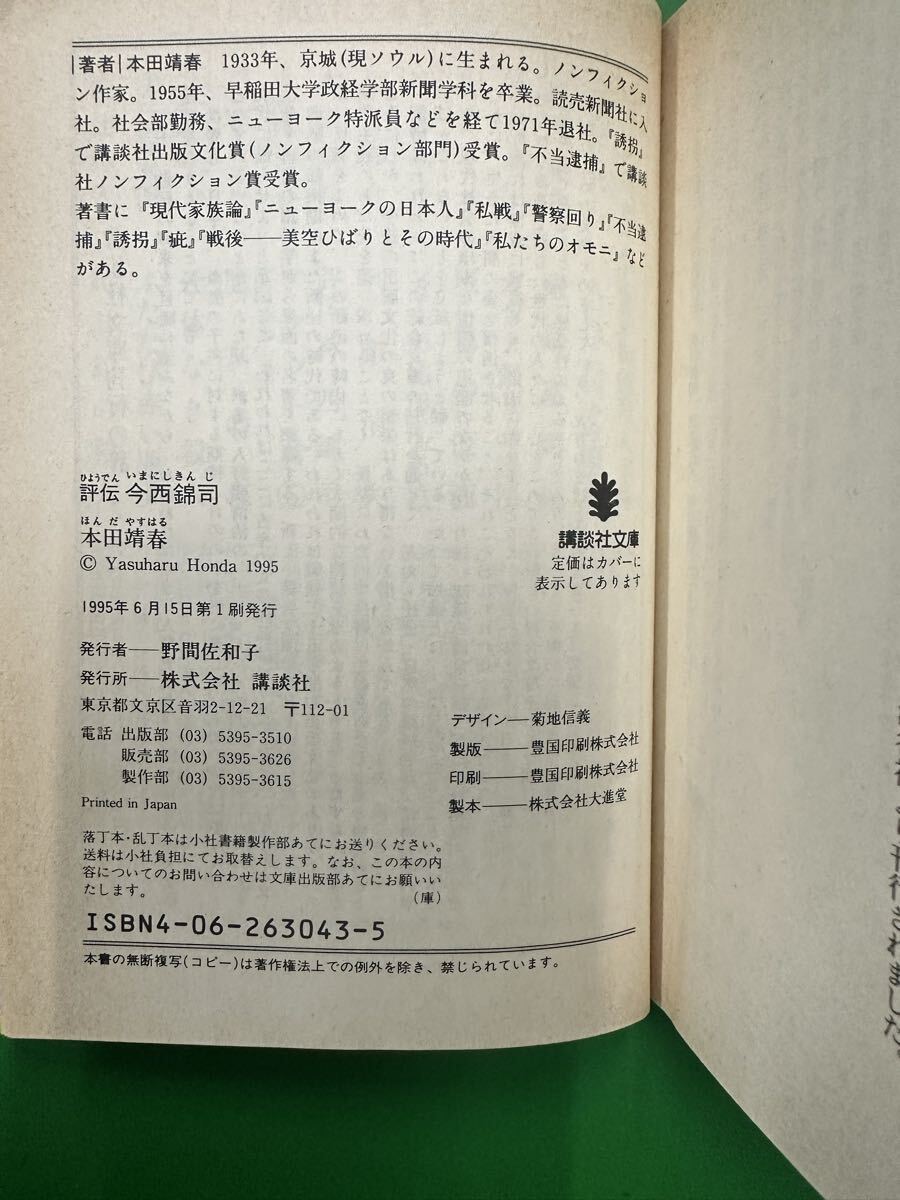 |著者|本田靖春　1933年、京城(現ソウル)に生まれる。ノンフィクショ
ン作家。1955年、早稲田大学政経学部新聞学科を卒業。読売新聞社に入
社。社会部勤務、ニューヨーク特派員などを経て1971年退社。『誘拐』
で講談社出版文化賞(ノンフィクション部門)受賞。『不当逮捕』で講談
社ノンフィクション賞受賞。
著書に『現代家族論』『ニューヨークの日本人』『私戦』『警察回り』『不当逮
捕』『誘拐』『疵』『戦後——美空ひばりとその時代』『私たちのオモニ』など
がある。
ひょうでん いまにしきん じ
評伝 今西錦司
ほん だ やすはる
本田靖春
© Yasuharu Honda 1995
講談社文庫
定価はカバーに
表示してあります
1995年6月15日第1刷発行
発行者——野間佐和子
発行所——株式会社 講談社
東京都文京区音羽2-12-21 〒112-01
電話 出版部 (03) 5395-3510
販売部 (03) 5395-3626
製作部 (03) 5395-3615
Printed in Japan
デザイン—菊地信義
製版——豊国印刷株式会社
印刷——豊国印刷株式会社
製本——株式会社大進堂
落丁本・乱丁本は小社書籍製作部あてにお送りください。
送料は小社負担にてお取替えします。なお、この本の内
容についてのお問い合わせは文庫出版部あてにお願いい
たします。 (庫)
ISBN4-06-263043-5
本書の無断複写(コピー)は著作権法上での例外を除き、禁じられています。